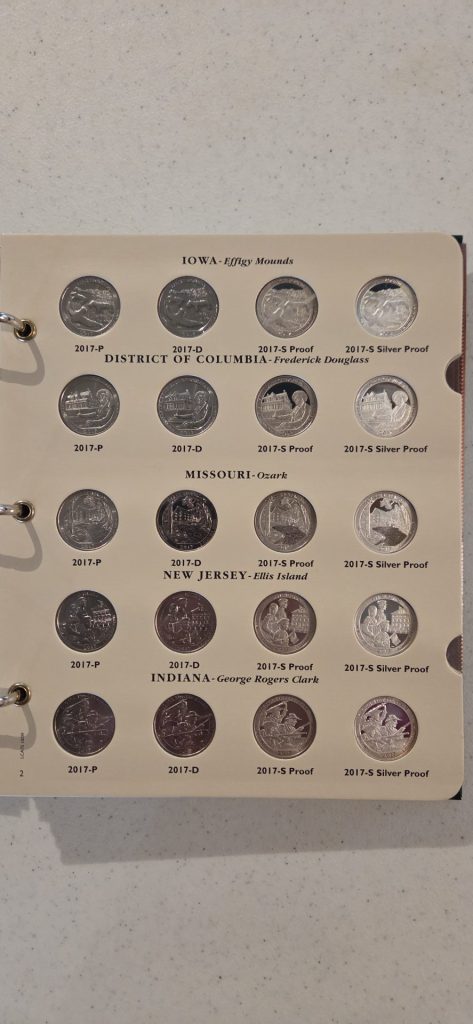 IOWA - Effigy Mounds
2017-P 2017-D 2017-S Proof 2017-S Silver Proof
DISTRICT OF COLUMBIA - Frederick Douglass
2017-P 2017-D 2017-S Proof 2017-S Silver Proof
MISSOURI - Ozark
2017-P 2017-D 2017-S Proof 2017-S Silver Proof
NEW JERSEY - Ellis Island
2017-P 2017-D 2017-S Proof 2017-S Silver Proof
INDIANA - George Rogers Clark
2017-P 2017-D 2017-S Proof 2017-S Silver Proof
2